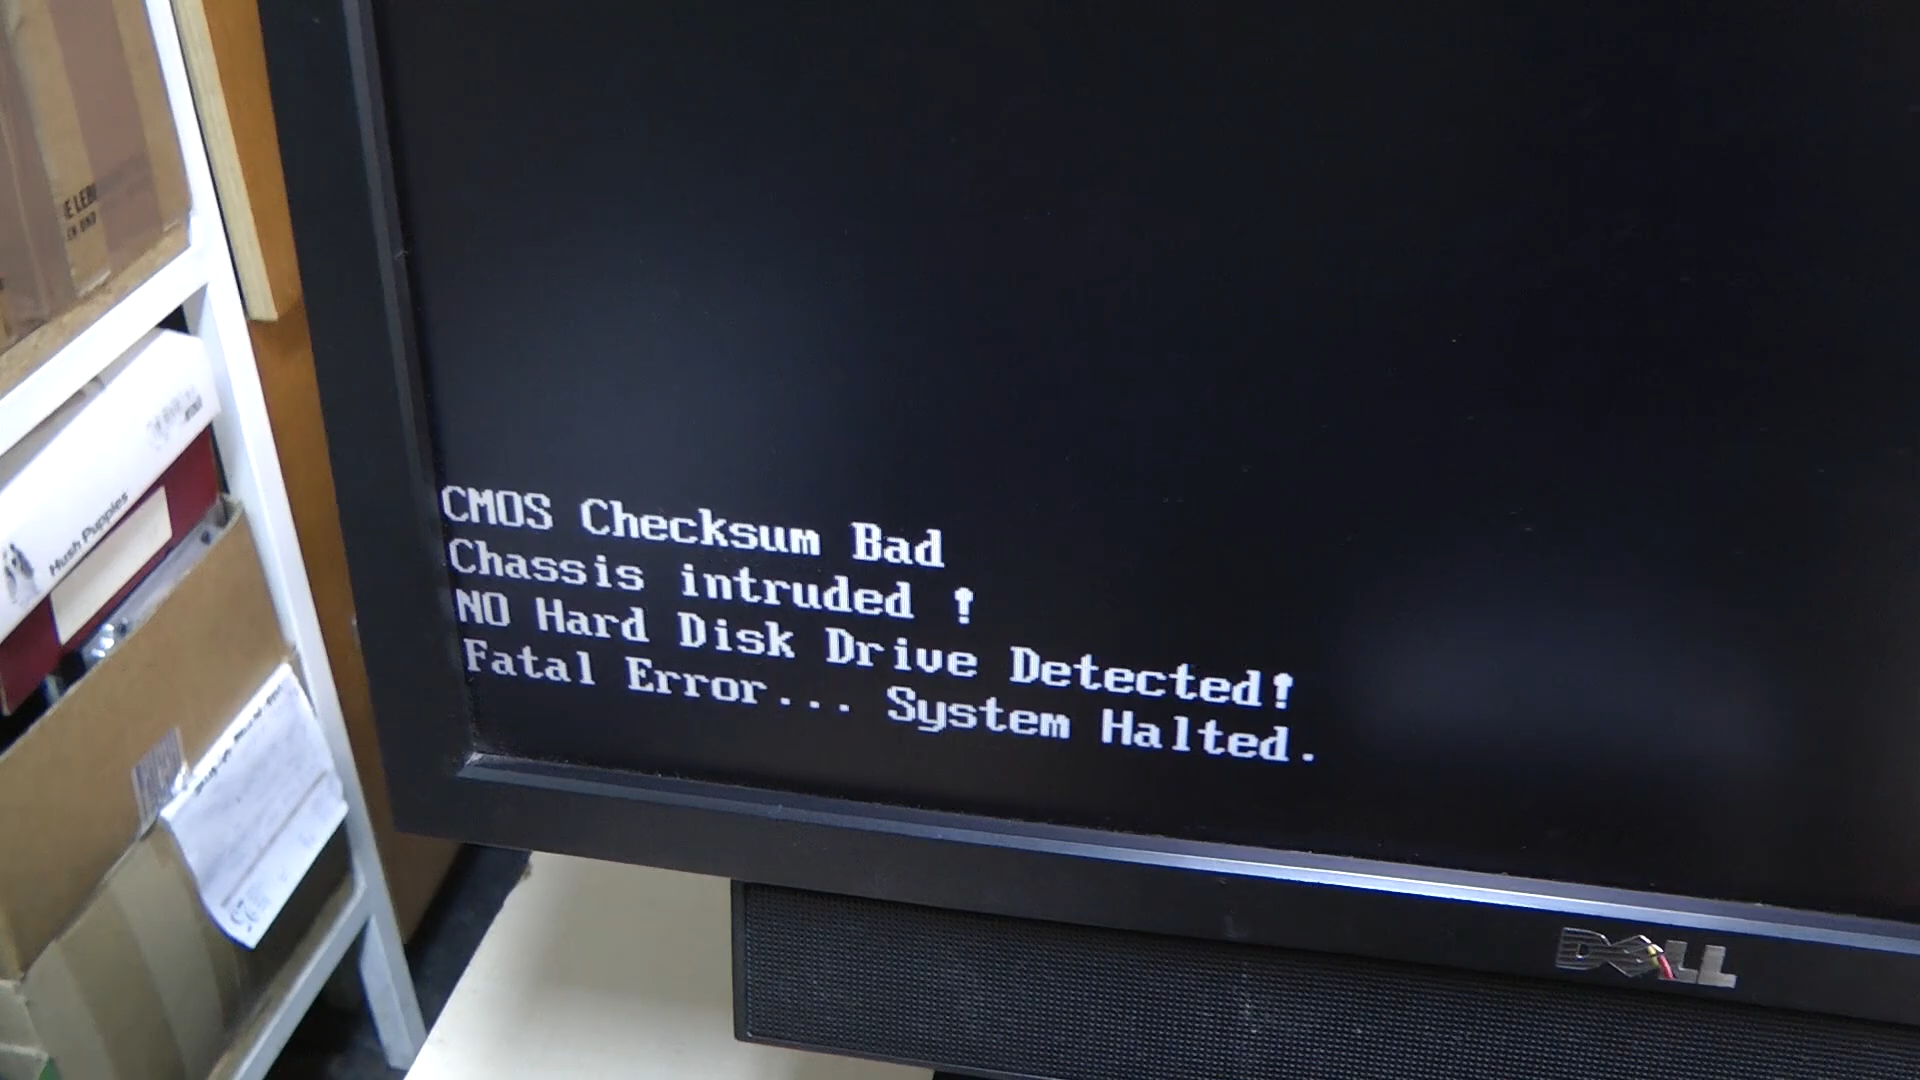 CMOS Checksum Bad
Chassis intruded !
NO Hard Disk Drive Detected!
Fatal Error... System Halted.
DELL
Hush Puppies